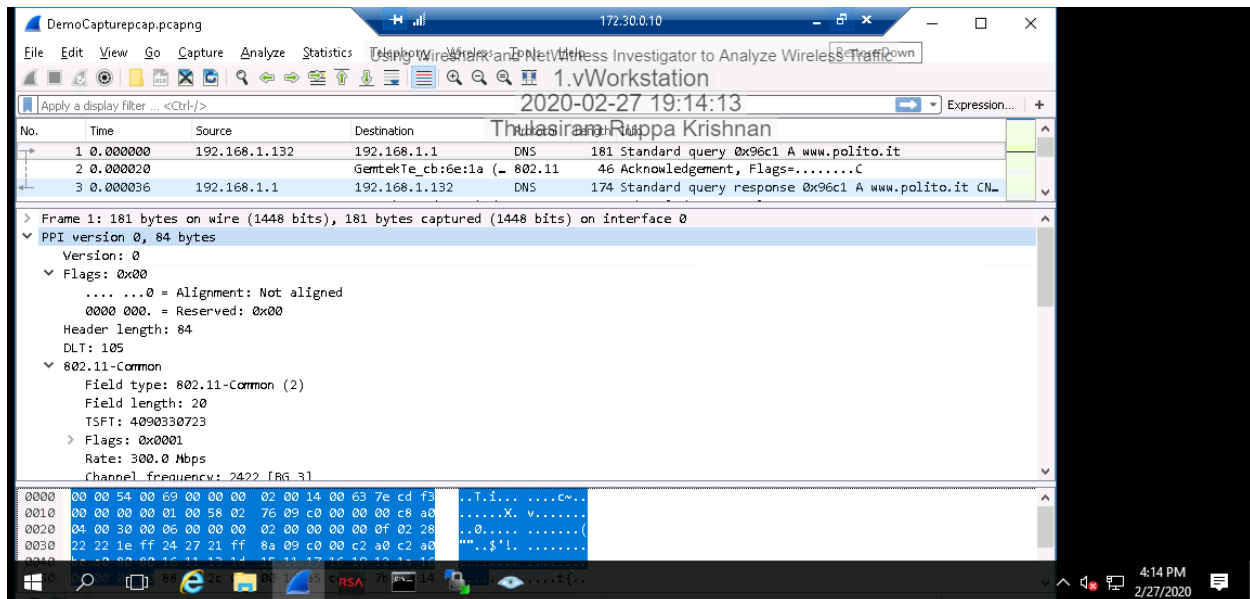 DemoCapturepcap.pcapng
172.30.0.10
File Edit View Go Capture Analyze Statistics Telephony Wireless Tools Help
Using Wireshark and NetWitness Investigator to Analyze Wireless Traffic
1.vWorkstation
2020-02-27 19:14:13
Thulasiram Ruppa Krishnan
Apply a display filter ... <Ctrl-/>
Expression... +
No. Time Source Destination Protocol Length Info
1 0.000000 192.168.1.132 192.168.1.1 DNS 181 Standard query 0x96c1 A www.polito.it
2 0.000020 GemtekTe_cb:6e:1a (… 802.11 46 Acknowledgement, Flags=........C
3 0.000036 192.168.1.1 192.168.1.132 DNS 174 Standard query response 0x96c1 A www.polito.it CN…
Frame 1: 181 bytes on wire (1448 bits), 181 bytes captured (1448 bits) on interface 0
PPI version 0, 84 bytes
Version: 0
Flags: 0x00
.... ...0 = Alignment: Not aligned
0000 000. = Reserved: 0x00
Header length: 84
DLT: 105
802.11-Common
Field type: 802.11-Common (2)
Field length: 20
TSFT: 4090330723
Flags: 0x0001
Rate: 300.0 Mbps
Channel frequency: 2422 [BG 3]
0000 00 00 54 00 69 00 00 00 02 00 14 00 63 7e cd f3 ..T.i... ....c~..
0010 00 00 00 00 01 00 58 02 76 09 c0 00 00 00 c8 a0 ......X. v.......
0020 04 00 30 00 06 00 00 00 02 00 00 00 00 0f 02 28 ..0..... .......(
0030 22 22 1e ff 24 27 21 ff 8a 09 c0 00 c2 a0 c2 a0 ""..$'!. ........
RSA
4:14 PM
2/27/2020